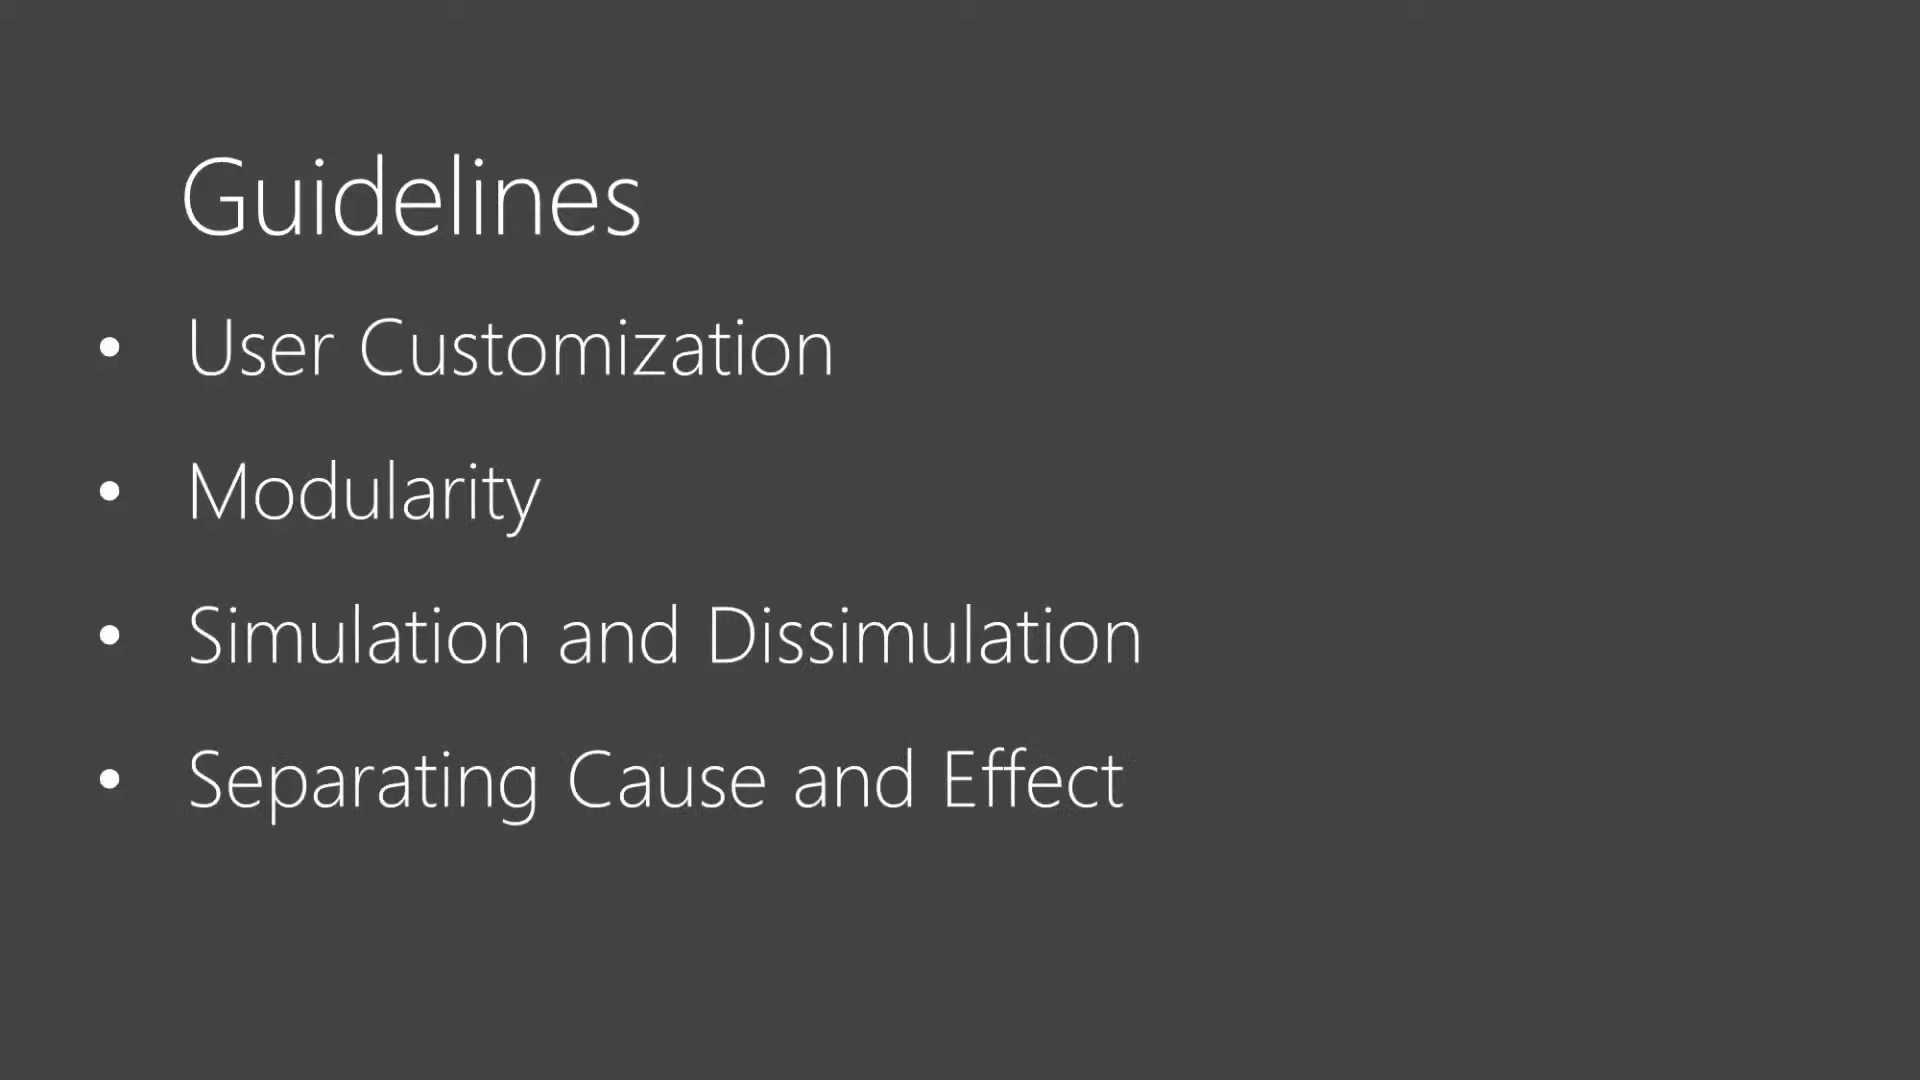 Guidelines
• User Customization
• Modularity
• Simulation and Dissimulation
• Separating Cause and Effect